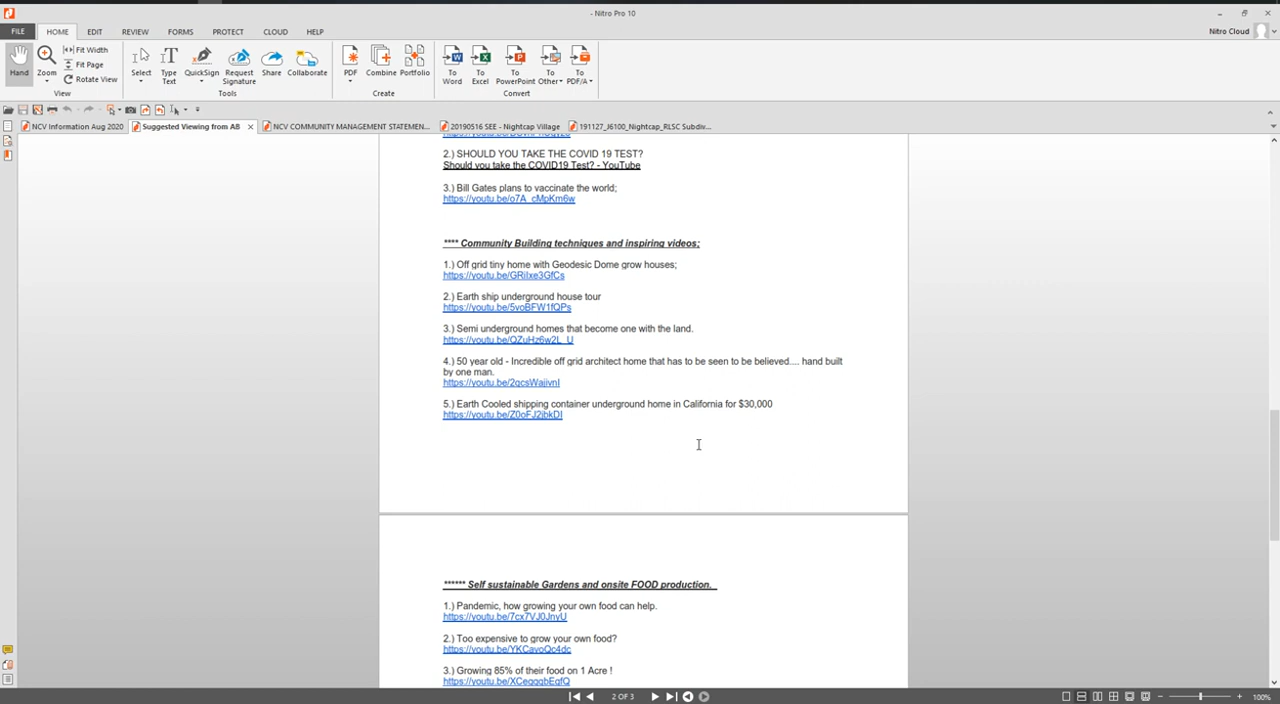 - Nitro Pro 10
FILE HOME EDIT REVIEW FORMS PROTECT CLOUD HELP
Nitro Cloud
Hand
Zoom
Fit Width
Fit Page
Rotate View
View
Select
Type Text
QuickSign
Request Signature
Share
Collaborate
Tools
PDF
Combine
Portfolio
Create
To Word
To Excel
To PowerPoint
To Other
To PDF/A
Convert
NCV Information Aug 2020
Suggested Viewing from AB
NCV COMMUNITY MANAGEMENT STATEMEN...
20190516 SEE - Nightcap Village
191127_J6100_Nightcap_RLSC Subdiv...
2.) SHOULD YOU TAKE THE COVID 19 TEST?
Should you take the COVID19 Test? - YouTube
3.) Bill Gates plans to vaccinate the world;
https://youtu.be/o7A_cMpKm6w
**** Community Building techniques and inspiring videos;
1.) Off grid tiny home with Geodesic Dome grow houses;
https://youtu.be/GRiIxe3GfCs
2.) Earth ship underground house tour
https://youtu.be/5voBFW1fQPs
3.) Semi underground homes that become one with the land.
https://youtu.be/QZuHz6w2L_U
4.) 50 year old - Incredible off grid architect home that has to be seen to be believed.... hand built
by one man.
https://youtu.be/2qcsWajivnI
5.) Earth Cooled shipping container underground home in California for $30,000
https://youtu.be/Z0oFJ2ibkDI
****** Self sustainable Gardens and onsite FOOD production.
1.) Pandemic, how growing your own food can help.
https://youtu.be/7cx7VJ0JnyU
2.) Too expensive to grow your own food?
https://youtu.be/YKCavoQc4dc
3.) Growing 85% of their food on 1 Acre !
https://youtu.be/XCeggqbEgfQ
2 OF 3
100%